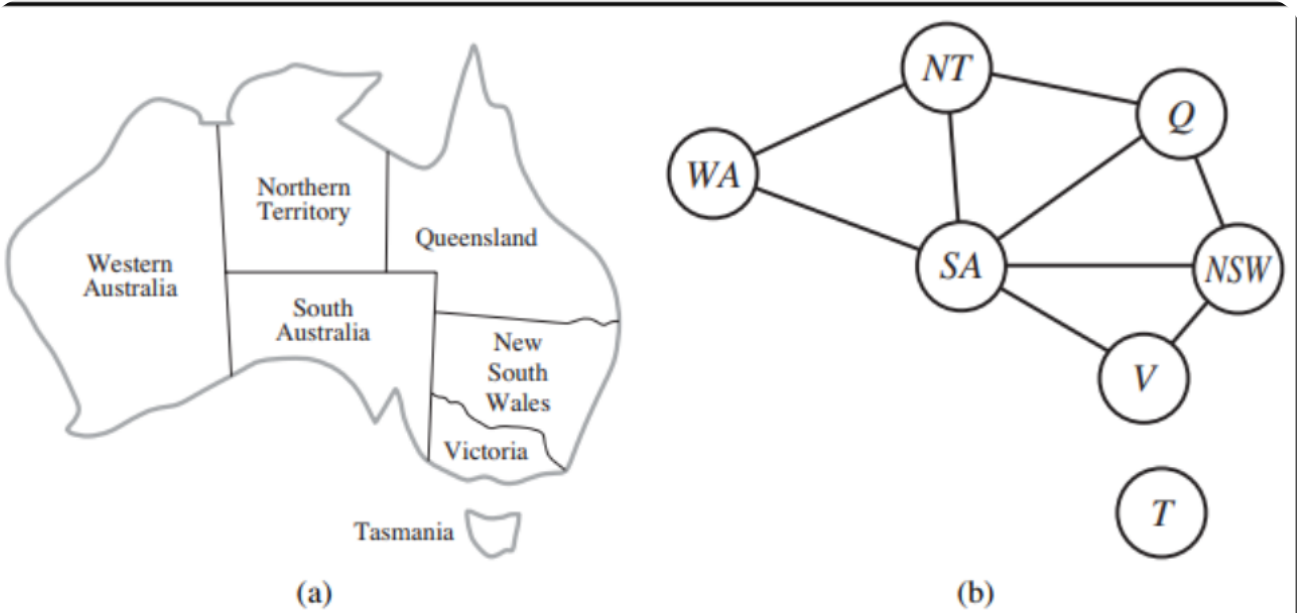 Northern
Territory
Queensland
Western
Australia
South
Australia
New
South
Wales
Victoria
Tasmania
(a)
NT
Q
WA
SA
NSW
V
T
(b)